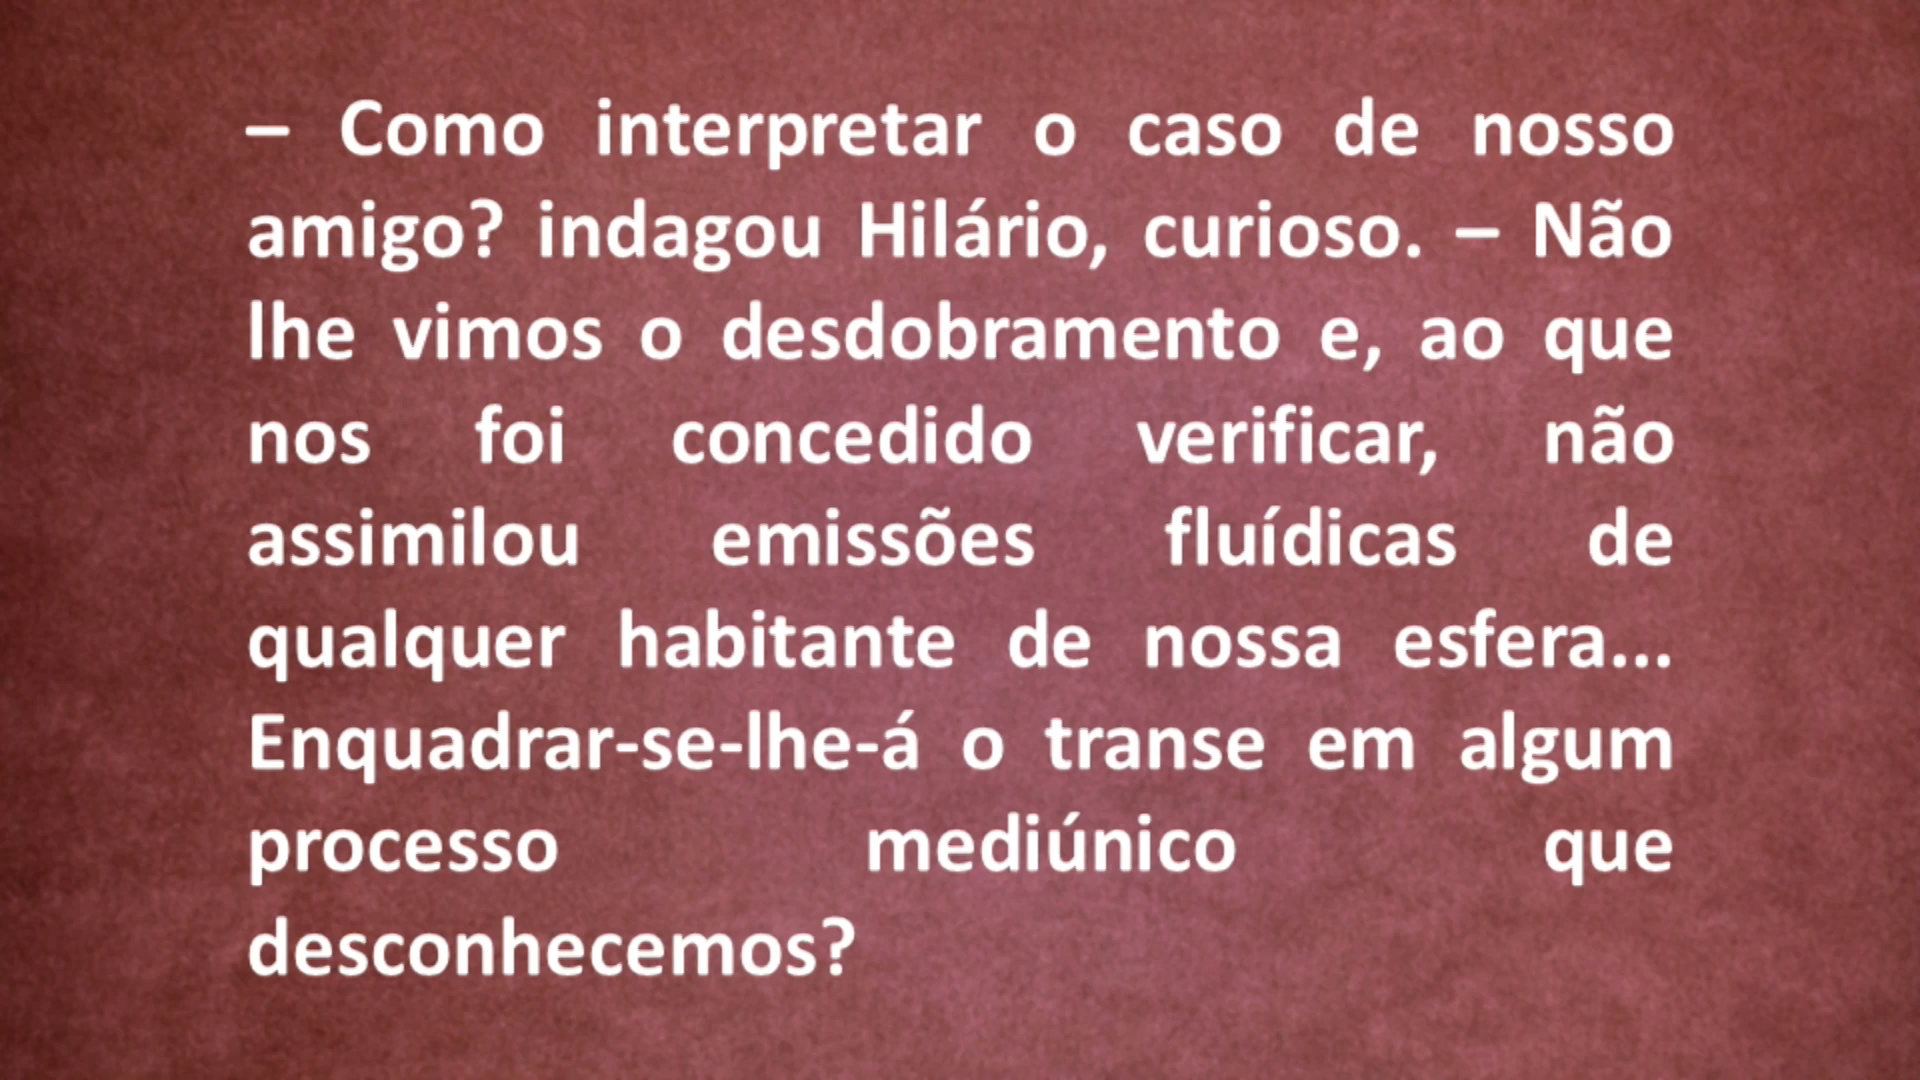 – Como interpretar o caso de nosso
amigo? indagou Hilário, curioso. – Não
lhe vimos o desdobramento e, ao que
nos foi concedido verificar, não
assimilou emissões fluídicas de
qualquer habitante de nossa esfera...
Enquadrar-se-lhe-á o transe em algum
processo mediúnico que
desconhecemos?